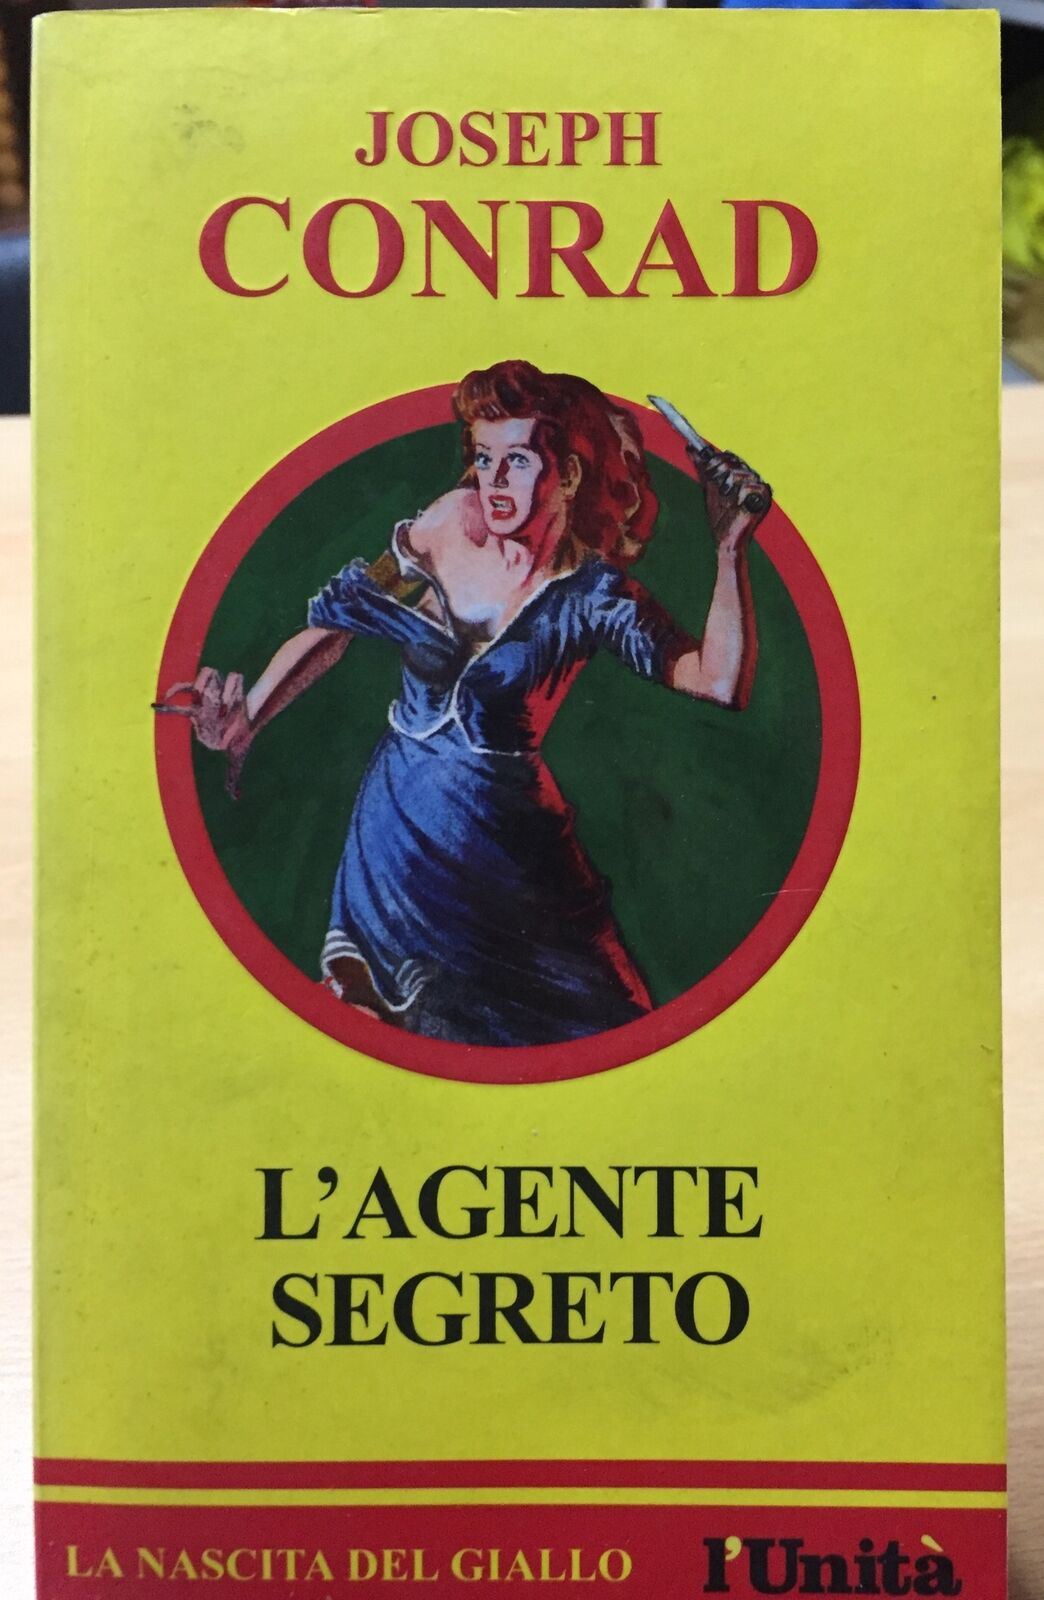 JOSEPH
CONRAD
L'AGENTE
SEGRETO
LA NASCITA DEL GIALLO l'Unità